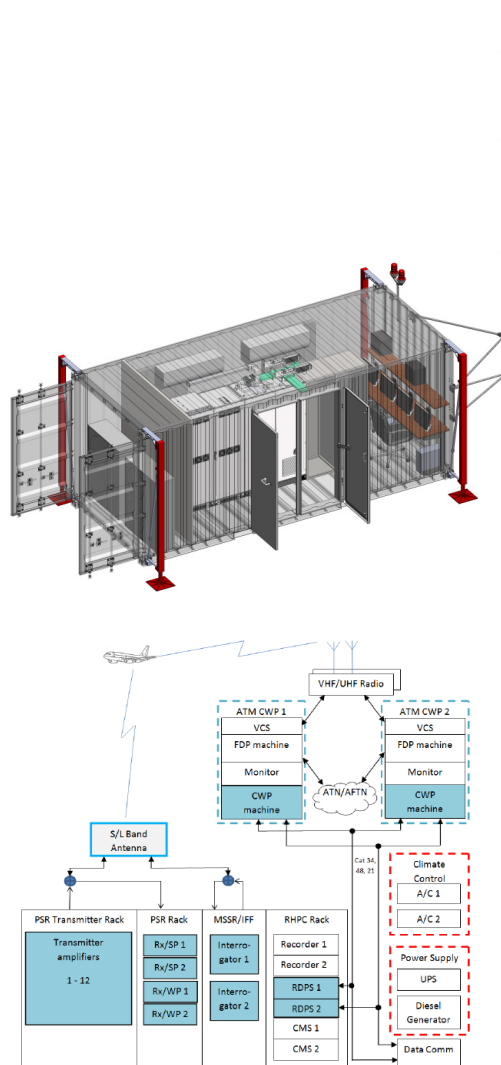 VHF/UHF Radio
ATM CWP 1
VCS
FDP machine
Monitor
CWP
machine
ATN/AFTN
ATM CWP 2
VCS
FDP machine
Monitor
CWP
machine
S/L Band
Antenna
Cat 34,
48, 21
Climate
Control
A/C 1
A/C 2
PSR Transmitter Rack
Transmitter
amplifiers
1 - 12
PSR Rack
Rx/SP 1
Rx/SP 2
Rx/WP 1
Rx/WP 2
MSSR/IFF
Interro-
gator 1
Interro-
gator 2
RHPC Rack
Recorder 1
Recorder 2
RDPS 1
RDPS 2
CMS 1
CMS 2
Power Supply
UPS
Diesel
Generator
Data Comm